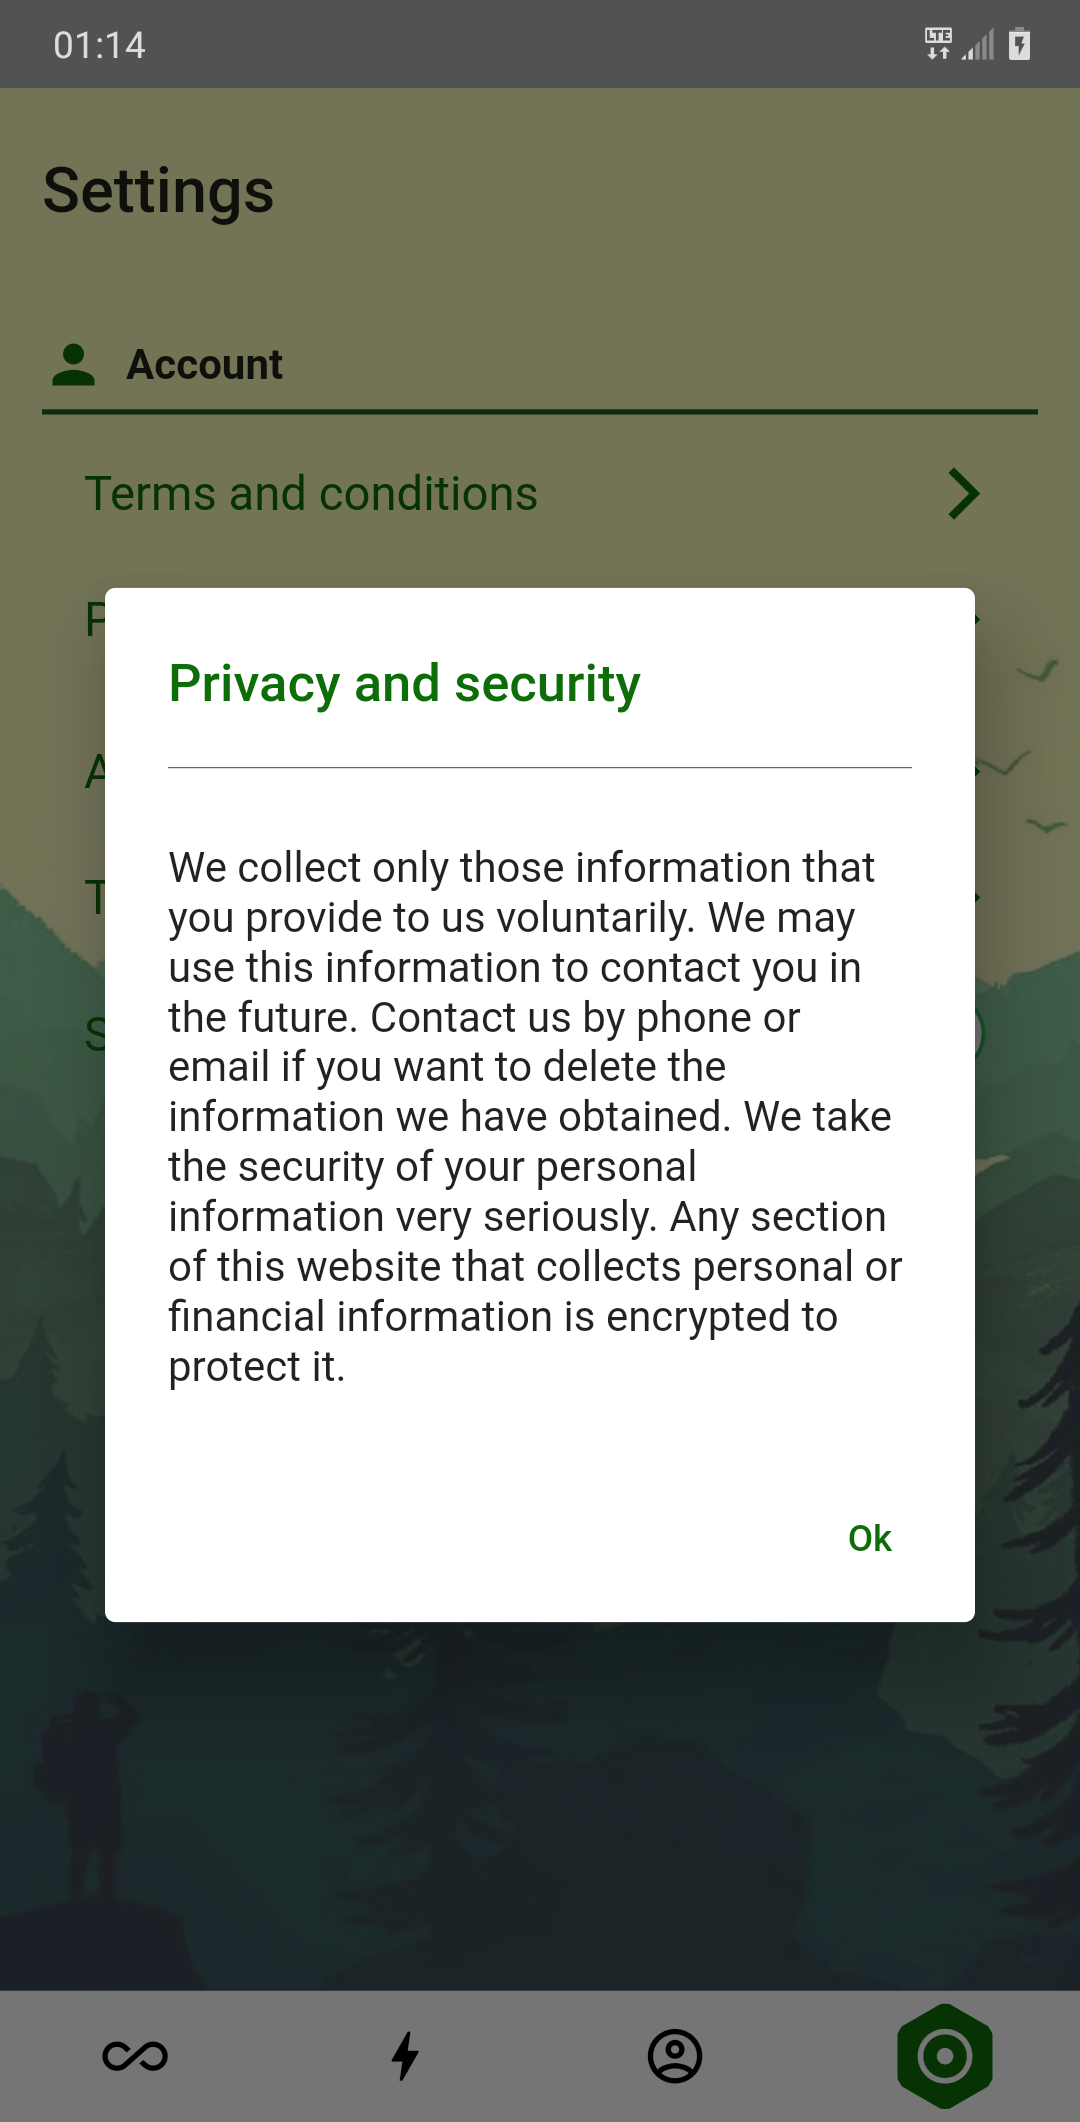 01:14
LTE
Settings
Account
Terms and conditions
Privacy and security
We collect only those information that
you provide to us voluntarily. We may
use this information to contact you in
the future. Contact us by phone or
email if you want to delete the
information we have obtained. We take
the security of your personal
information very seriously. Any section
of this website that collects personal or
financial information is encrypted to
protect it.
Ok